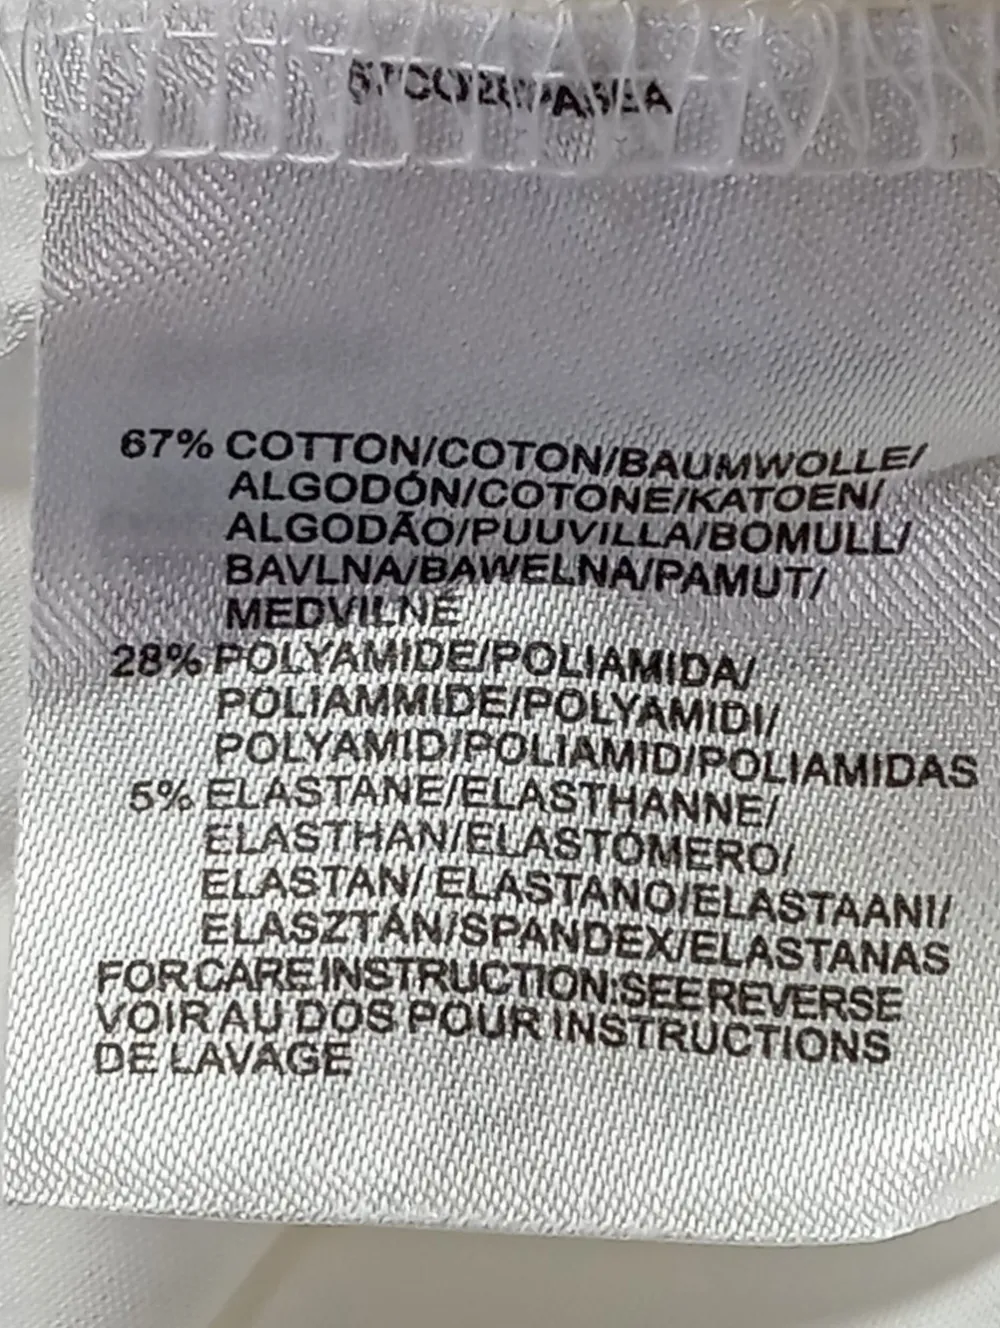 67% COTTON/COTON/BAUMWOLLE/
ALGODÓN/COTONE/KATOEN/
ALGODÃO/PUUVILLA/BOMULL/
BAVLNA/BAWELNA/PAMUT/
MEDVILNÉ
28% POLYAMIDE/POLIAMIDA/
POLIAMMIDE/POLYAMIDI/
POLYAMID/POLIAMID/POLIAMIDAS
5% ELASTANE/ELASTHANNE/
ELASTHAN/ELASTÓMERO/
ELASTAN/ELASTANO/ELASTAANI/
ELASZTÁN/SPANDEX/ELASTANAS
FOR CARE INSTRUCTION:SEE REVERSE
VOIR AU DOS POUR INSTRUCTIONS
DE LAVAGE